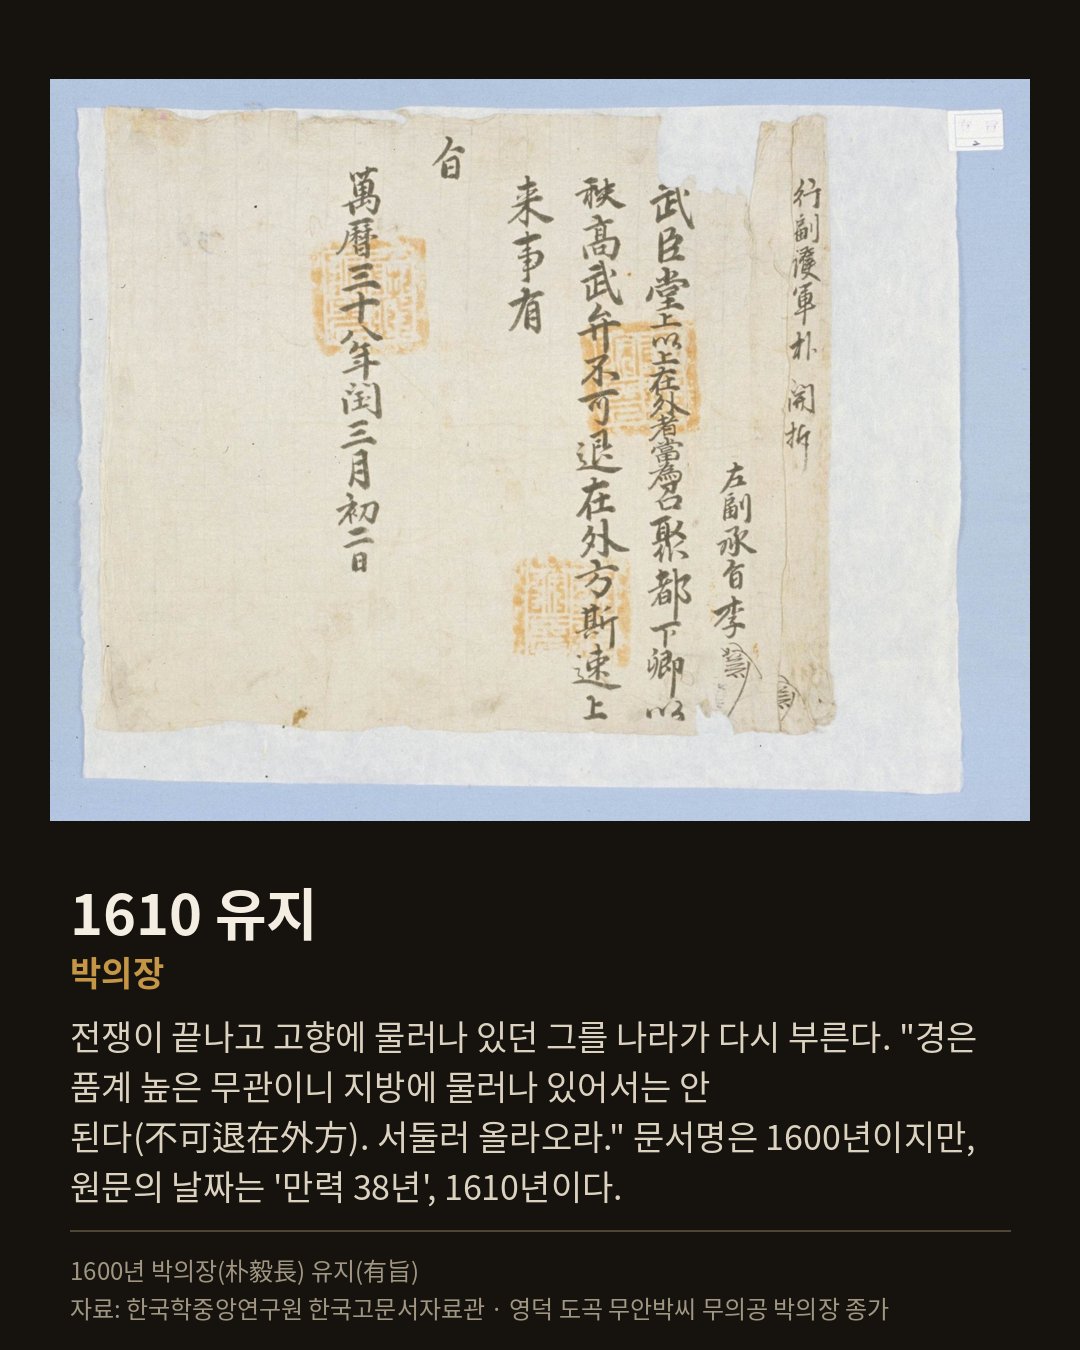 行副護軍朴 開拆
左副承旨李
武臣堂上以上在外者當為召聚都下卿以
秩高武弁不可退在外方斯速上
来事有
旨
萬曆三十八年閏三月初二日
1610 유지
박의장
전쟁이 끝나고 고향에 물러나 있던 그를 나라가 다시 부른다. "경은
품계 높은 무관이니 지방에 물러나 있어서는 안
된다(不可退在外方). 서둘러 올라오라." 문서명은 1600년이지만,
원문의 날짜는 '만력 38년', 1610년이다.
1600년 박의장(朴毅長) 유지(有旨)
자료: 한국학중앙연구원 한국고문서자료관 · 영덕 도곡 무안박씨 무의공 박의장 종가